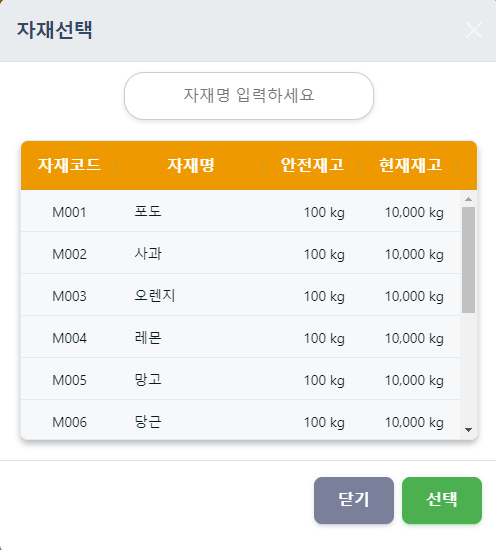 자재선택
자재명 입력하세요
자재코드 자재명 안전재고 현재재고
M001 포도 100 kg 10,000 kg
M002 사과 100 kg 10,000 kg
M003 오렌지 100 kg 10,000 kg
M004 레몬 100 kg 10,000 kg
M005 망고 100 kg 10,000 kg
M006 당근 100 kg 10,000 kg
닫기 선택